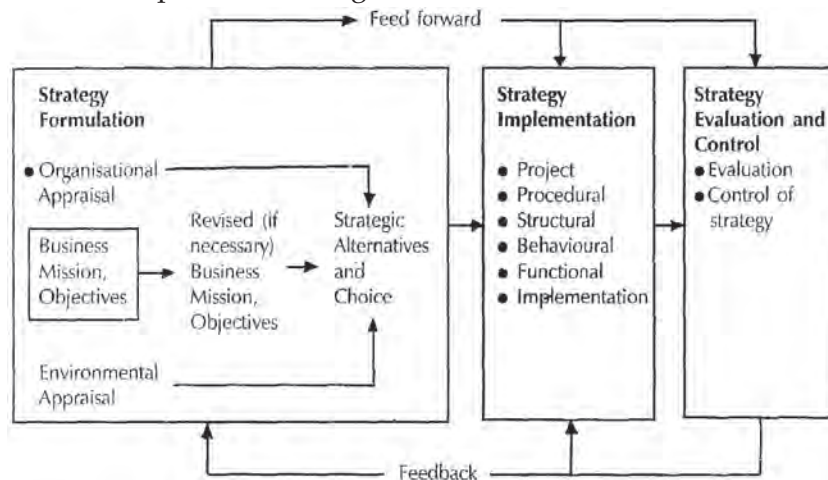 Feed forward
Strategy
Formulation
● Organisational
Appraisal
Business
Mission,
Objectives
Revised (if
necessary)
Business
Mission,
Objectives
Strategic
Alternatives
and
Choice
Environmental
Appraisal
Strategy
Implementation
● Project
● Procedural
● Structural
● Behavioural
● Functional
● Implementation
Strategy
Evaluation and
Control
● Evaluation
● Control of
strategy
Feedback